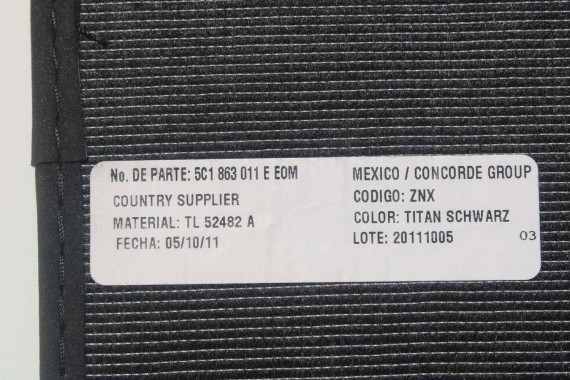 No. DE PARTE: 5C1 863 011 E EOM
COUNTRY SUPPLIER
MATERIAL: TL 52482 A
FECHA: 05/10/11
MEXICO / CONCORDE GROUP
CODIGO: ZNX
COLOR: TITAN SCHWARZ
LOTE: 20111005
03